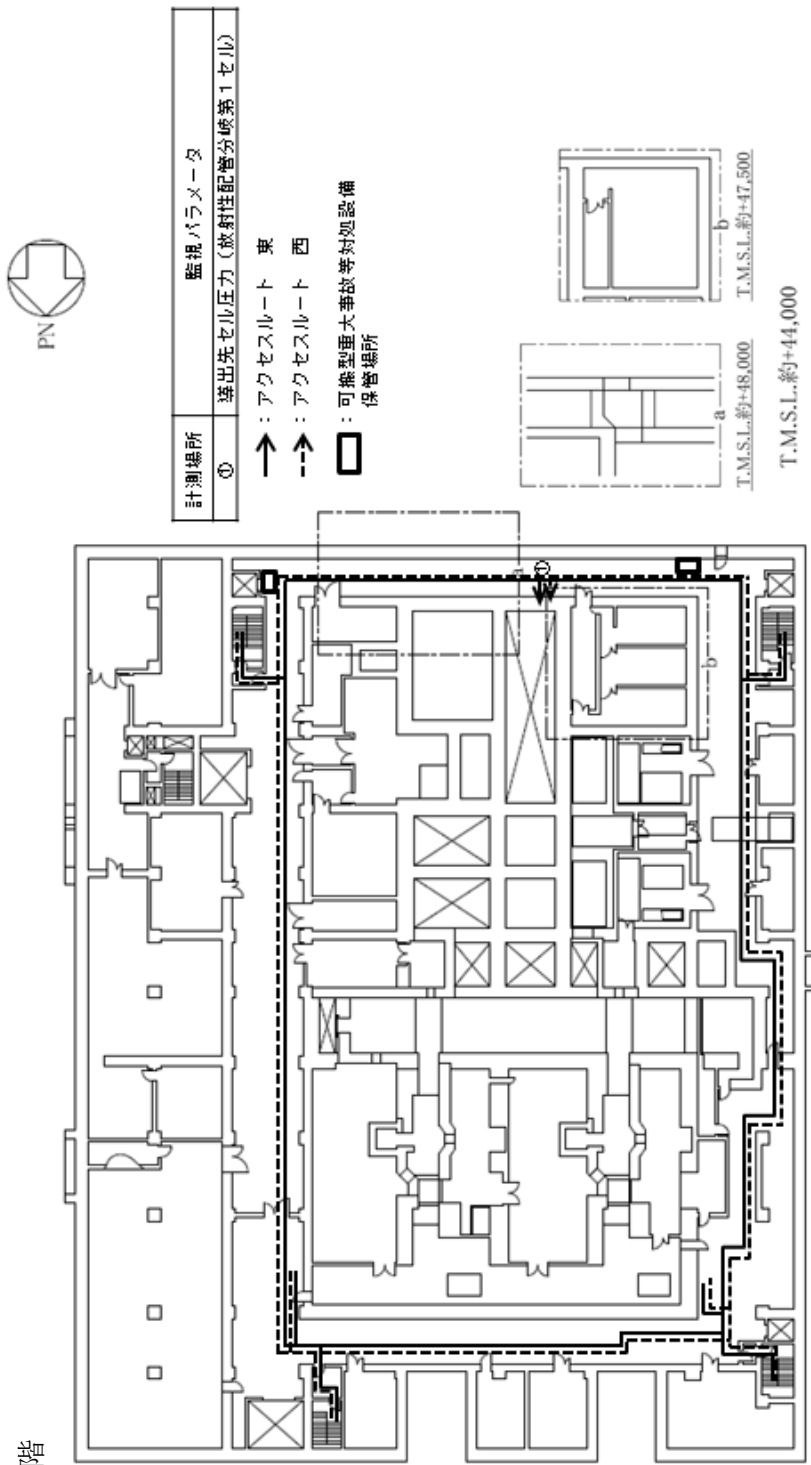 PN
計測場所
監視パラメータ
①
導出先セル圧力（放射性配管分岐第１セル）
：アクセスルート　東
：アクセスルート　西
：可搬型重大事故等対処設備
保管場所
a
①
b
a
T.M.S.L.約+48,000
b
T.M.S.L.約+47,500
T.M.S.L.約+44,000
階